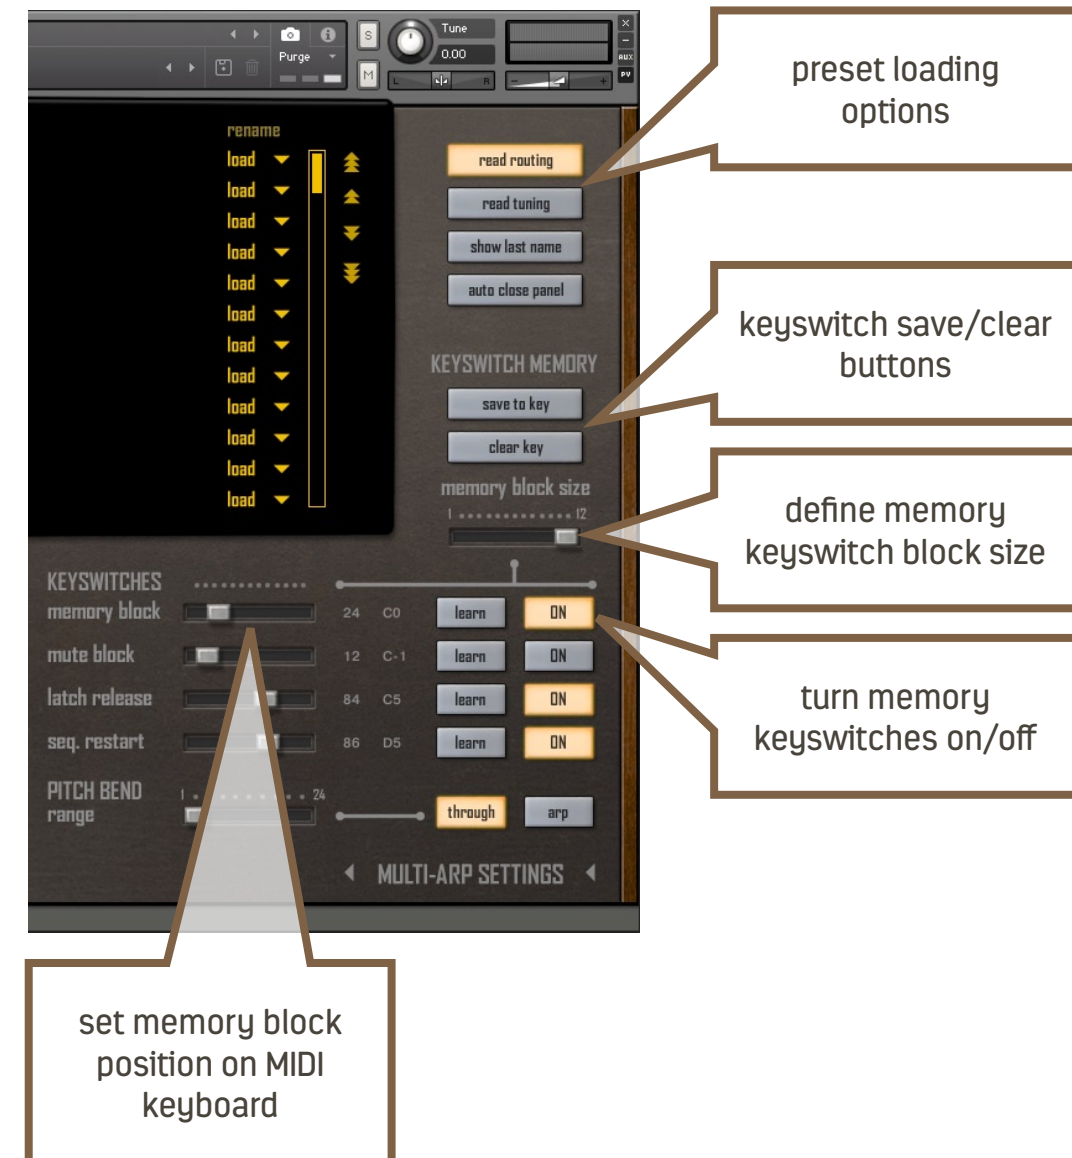 S
Tune
Purge
0.00
M
L
R
-
+
×
-
AUX
PV
preset loading
options
rename
load
load
load
load
load
load
load
load
load
load
load
load
read routing
read tuning
show last name
auto close panel
keyswitch save/clear
buttons
KEYSWITCH MEMORY
save to key
clear key
memory block size
1 12
define memory
keyswitch block size
KEYSWITCHES
memory block 24 C0 learn ON
mute block 12 C-1 learn ON
latch release 84 C5 learn ON
seq. restart 86 D5 learn ON
turn memory
keyswitches on/off
PITCH BEND 1 24
range through arp
MULTI-ARP SETTINGS
set memory block
position on MIDI
keyboard